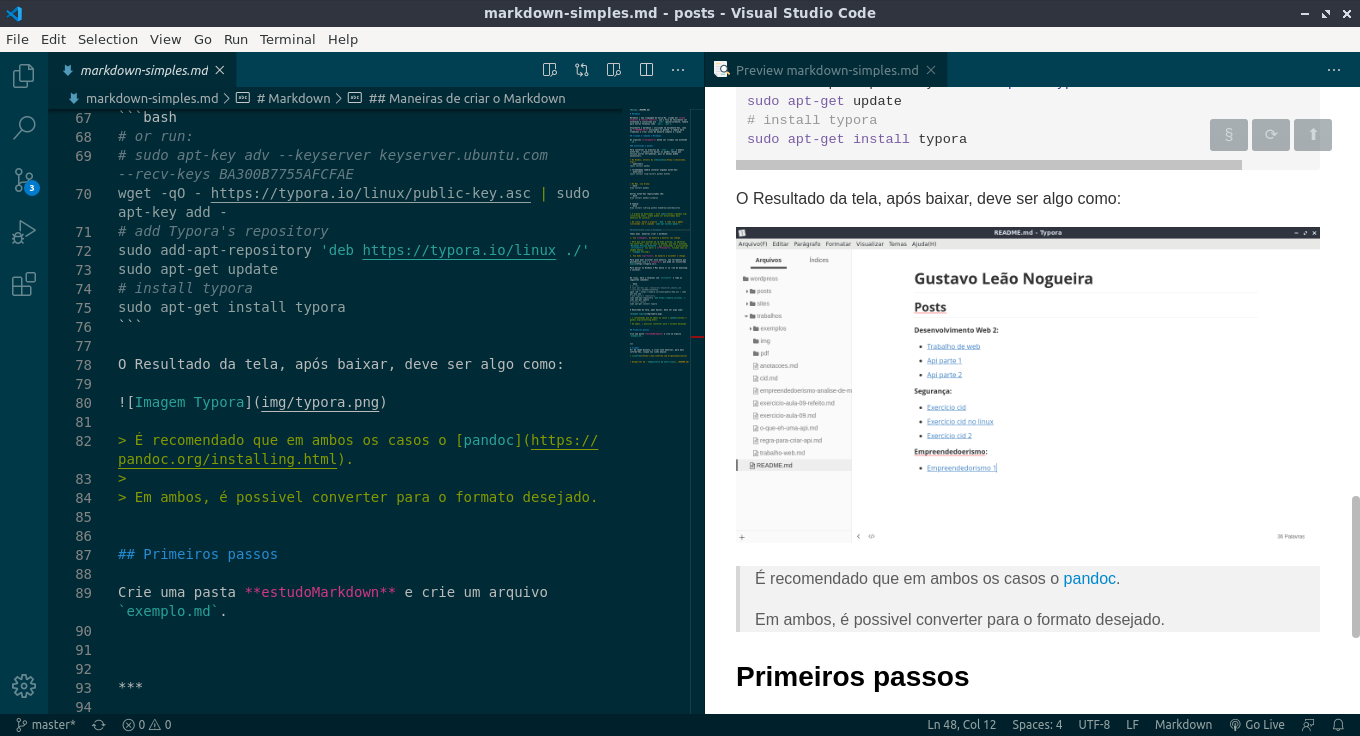 markdown-simples.md - posts - Visual Studio Code
File Edit Selection View Go Run Terminal Help
markdown-simples.md
markdown-simples.md > # Markdown > ## Maneiras de criar o Markdown
67 ```bash
68 # or run:
69 # sudo apt-key adv --keyserver keyserver.ubuntu.com
--recv-keys BA300B7755AFCFAE
70 wget -qO - https://typora.io/linux/public-key.asc | sudo
apt-key add -
71 # add Typora's repository
72 sudo add-apt-repository 'deb https://typora.io/linux ./'
73 sudo apt-get update
74 # install typora
75 sudo apt-get install typora
76 ```
77
78 O Resultado da tela, após baixar, deve ser algo como:
79
80 ![Imagem Typora](img/typora.png)
81
82 > É recomendado que em ambos os casos o [pandoc](https://
pandoc.org/installing.html).
83 >
84 > Em ambos, é possivel converter para o formato desejado.
85
86
87 ## Primeiros passos
88
89 Crie uma pasta **estudoMarkdown** e crie um arquivo
`exemplo.md`.
90
91
92
93 ***
94
3
Preview markdown-simples.md
sudo apt-get update
# install typora
sudo apt-get install typora
§
O Resultado da tela, após baixar, deve ser algo como:
README.md - Typora
Arquivo(F) Editar Parágrafo Formatar Visualizar Temas Ajuda(H)
Arquivos Índices
wordpress
posts
sites
trabalhos
exemplos
img
pdf
anotacoes.md
cid.md
empreendedoerismo-analise-de-m
exercicio-aula-09-refeito.md
exercicio-aula-09.md
o-que-eh-uma-api.md
regra-para-criar-api.md
trabalho-web.md
README.md
Gustavo Leão Nogueira
Posts
Desenvolvimento Web 2:
Trabalho de web
Api parte 1
Api parte 2
Segurança:
Exercício cid
Exercício cid no linux
Exercício cid 2
Empreendedoerismo:
Empreendedorismo 1
36 Palavras
É recomendado que em ambos os casos o pandoc.
Em ambos, é possivel converter para o formato desejado.
Primeiros passos
master* 0 0 Ln 48, Col 12 Spaces: 4 UTF-8 LF Markdown Go Live